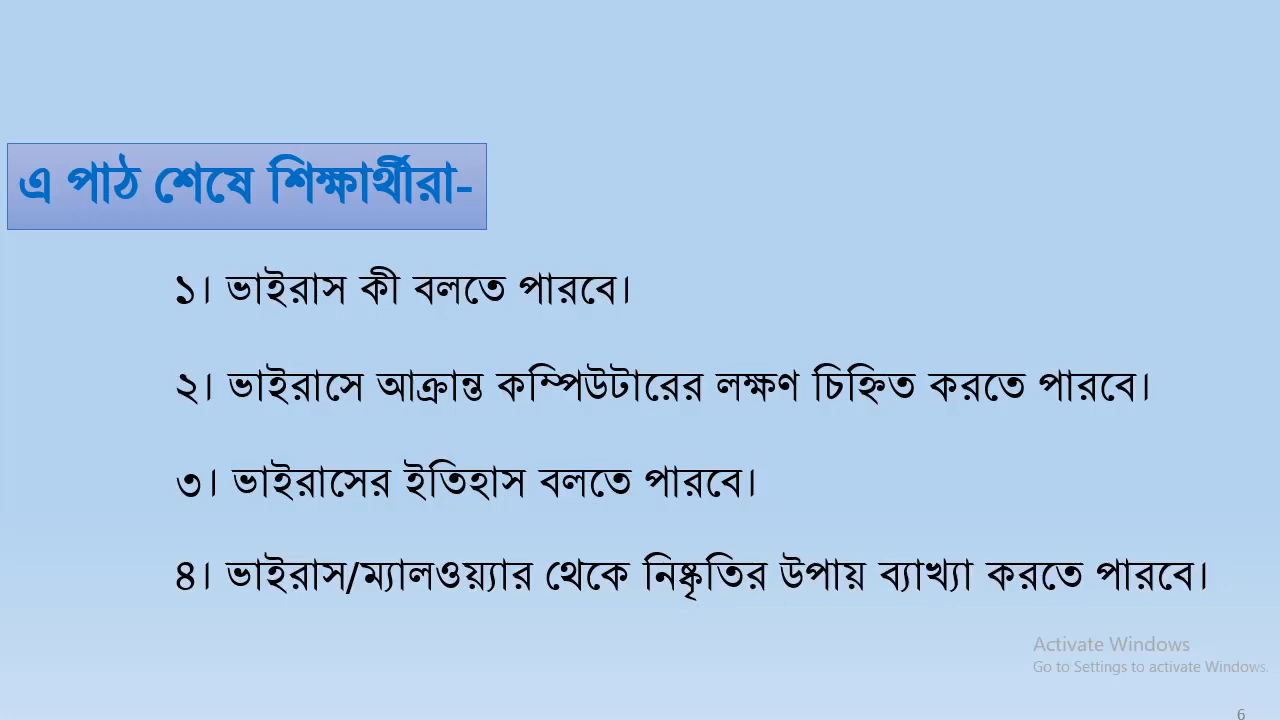 এ পাঠ শেষে শিক্ষার্থীরা-
১। ভাইরাস কী বলতে পারবে।
২। ভাইরাসে আক্রান্ত কম্পিউটারের লক্ষণ চিহ্নিত করতে পারবে।
৩। ভাইরাসের ইতিহাস বলতে পারবে।
৪। ভাইরাস/ম্যালওয়্যার থেকে নিষ্কৃতির উপায় ব্যাখ্যা করতে পারবে।
Activate Windows
Go to Settings to activate Windows.
6